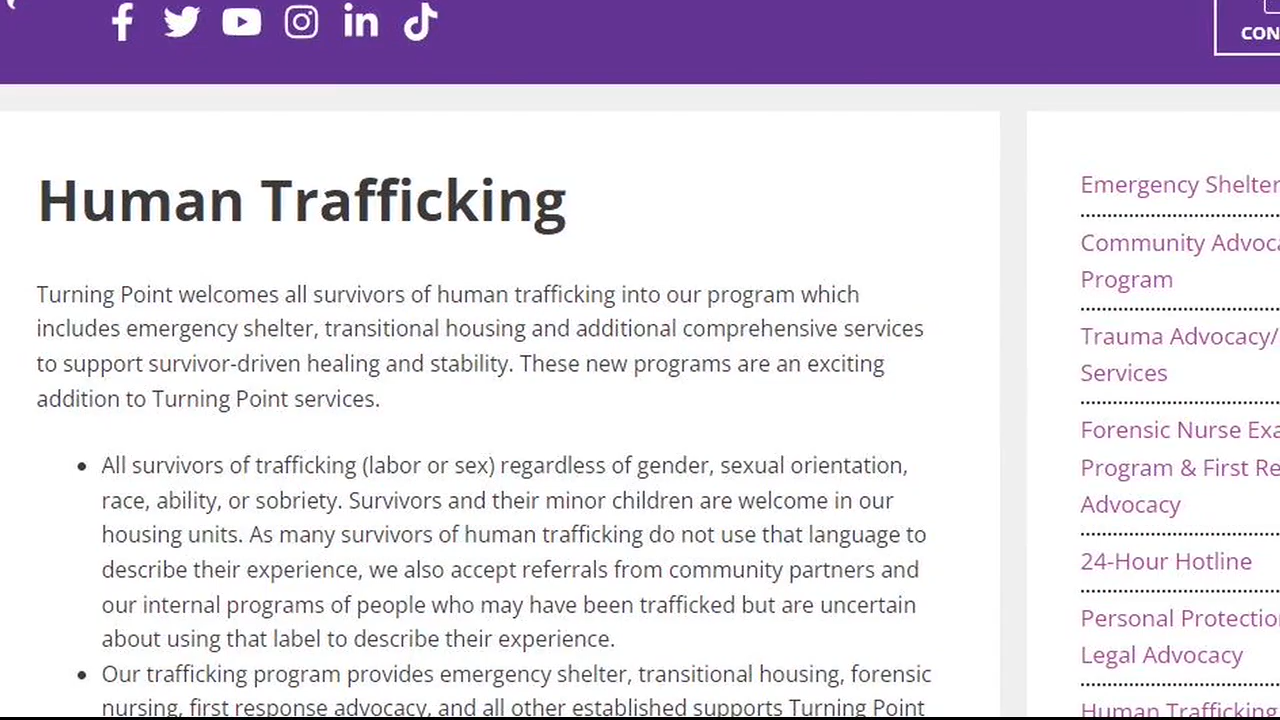 CON
Human Trafficking
Turning Point welcomes all survivors of human trafficking into our program which
includes emergency shelter, transitional housing and additional comprehensive services
to support survivor-driven healing and stability. These new programs are an exciting
addition to Turning Point services.
• All survivors of trafficking (labor or sex) regardless of gender, sexual orientation,
race, ability, or sobriety. Survivors and their minor children are welcome in our
housing units. As many survivors of human trafficking do not use that language to
describe their experience, we also accept referrals from community partners and
our internal programs of people who may have been trafficked but are uncertain
about using that label to describe their experience.
• Our trafficking program provides emergency shelter, transitional housing, forensic
nursing, first response advocacy, and all other established supports Turning Point
Emergency Shelter
Community Advoca
Program
Trauma Advocacy/
Services
Forensic Nurse Exa
Program & First Re
Advocacy
24-Hour Hotline
Personal Protectio
Legal Advocacy
Human Trafficking